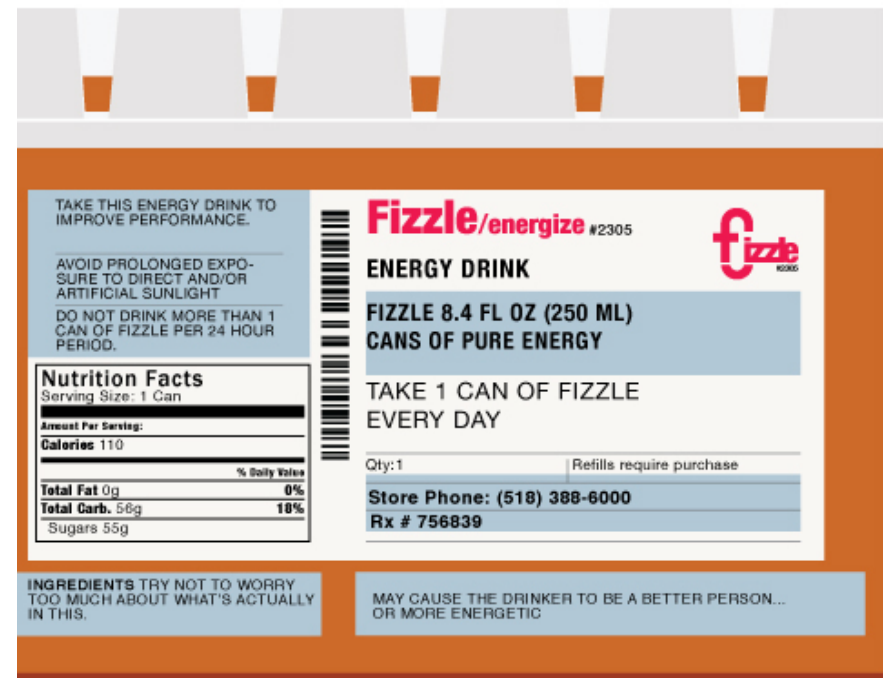 TAKE THIS ENERGY DRINK TO
IMPROVE PERFORMANCE.
AVOID PROLONGED EXPO-
SURE TO DIRECT AND/OR
ARTIFICIAL SUNLIGHT
DO NOT DRINK MORE THAN 1
CAN OF FIZZLE PER 24 HOUR
PERIOD.
Nutrition Facts
Serving Size: 1 Can
Amount Per Serving:
Calories 110
% Daily Value
Total Fat 0g 0%
Total Carb. 56g 18%
Sugars 55g
Fizzle/energize #2305
fizzle
#2305
ENERGY DRINK
FIZZLE 8.4 FL OZ (250 ML)
CANS OF PURE ENERGY
TAKE 1 CAN OF FIZZLE
EVERY DAY
Qty:1 Refills require purchase
Store Phone: (518) 388-6000
Rx # 756839
INGREDIENTS TRY NOT TO WORRY
TOO MUCH ABOUT WHAT'S ACTUALLY
IN THIS.
MAY CAUSE THE DRINKER TO BE A BETTER PERSON...
OR MORE ENERGETIC